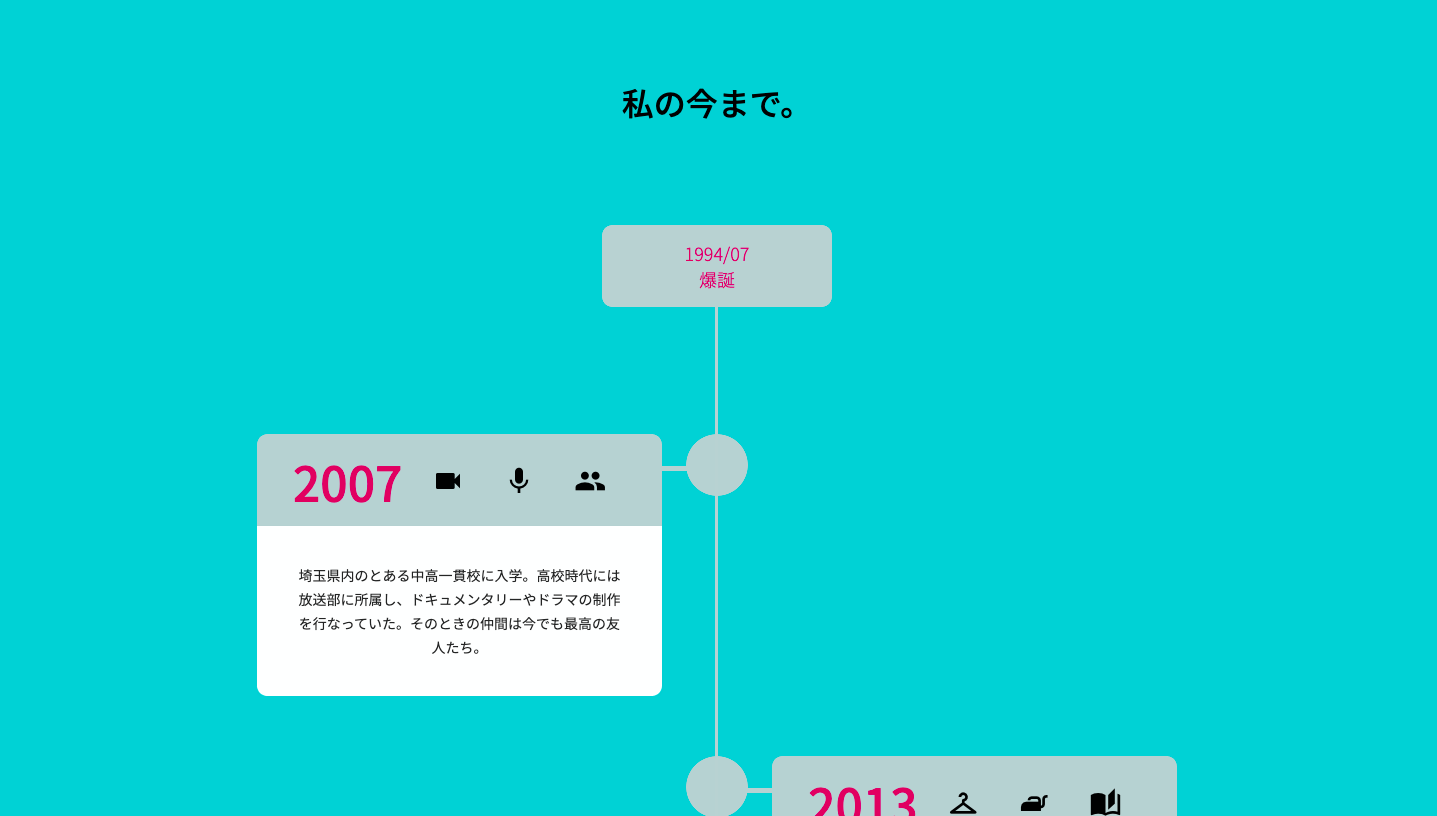 私の今まで。
1994/07
爆誕
2007
埼玉県内のとある中高一貫校に入学。高校時代には
放送部に所属し、ドキュメンタリーやドラマの制作
を行なっていた。そのときの仲間は今でも最高の友
人たち。
2013